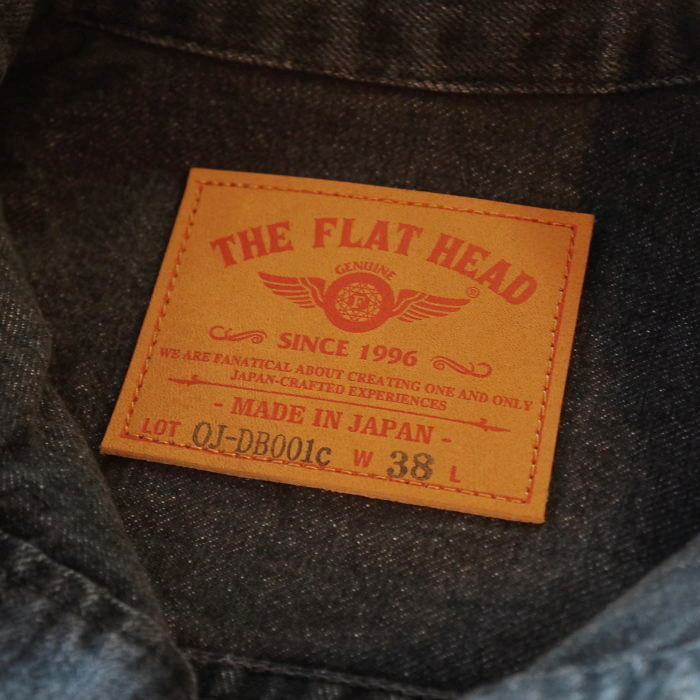 THE FLAT HEAD
GENUINE
F
®
SINCE 1996
WE ARE FANATICAL ABOUT CREATING ONE AND ONLY
JAPAN-CRAFTED EXPERIENCES
- MADE IN JAPAN -
LOT OJ-DB001c W 38 L